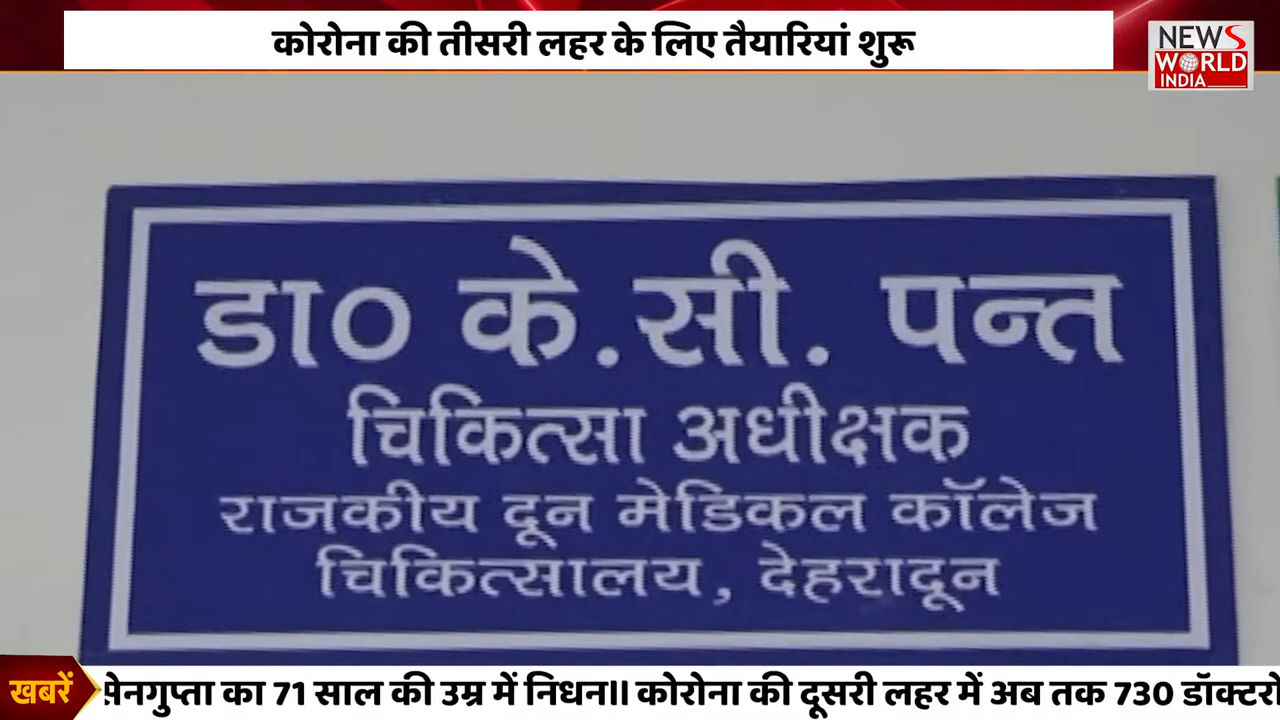 कोरोना की तीसरी लहर के लिए तैयारियां शुरू
NEWS
WORLD
INDIA
डा० के.सी. पन्त
चिकित्सा अधीक्षक
राजकीय दून मेडिकल कॉलेज
चिकित्सालय, देहरादून
खबरें
का 71 साल की उम्र में निधन॥ कोरोना की दूसरी लहर में अब तक 730